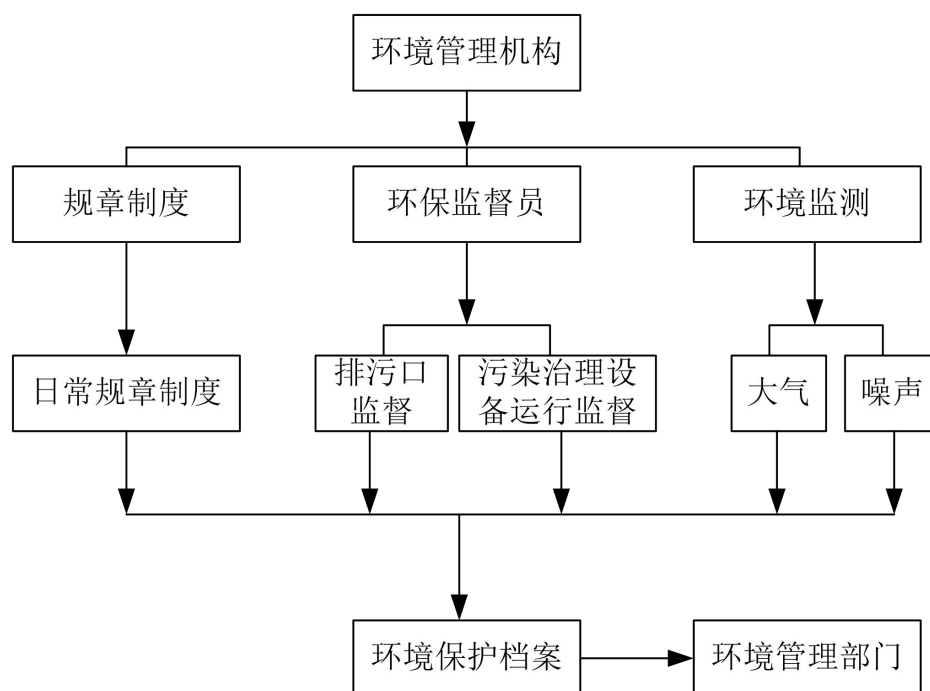 环境管理机构
规章制度
环保监督员
环境监测
日常规章制度
排污口
监督
污染治理设
备运行监督
大气
噪声
环境保护档案
环境管理部门